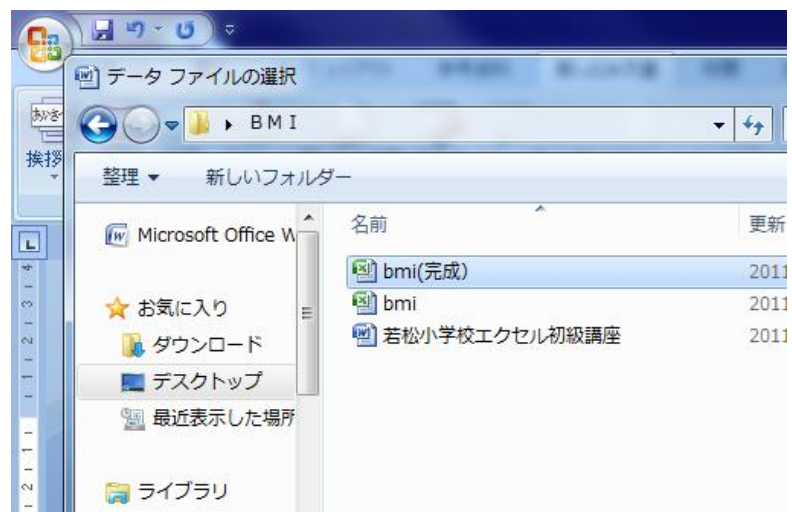 データ ファイルの選択
挨拶
BMI
整理 新しいフォルダー
Microsoft Office W
お気に入り
ダウンロード
デスクトップ
最近表示した場所
ライブラリ
名前 更新
bmi(完成) 2011
bmi 2011
若松小学校エクセル初級講座 2011